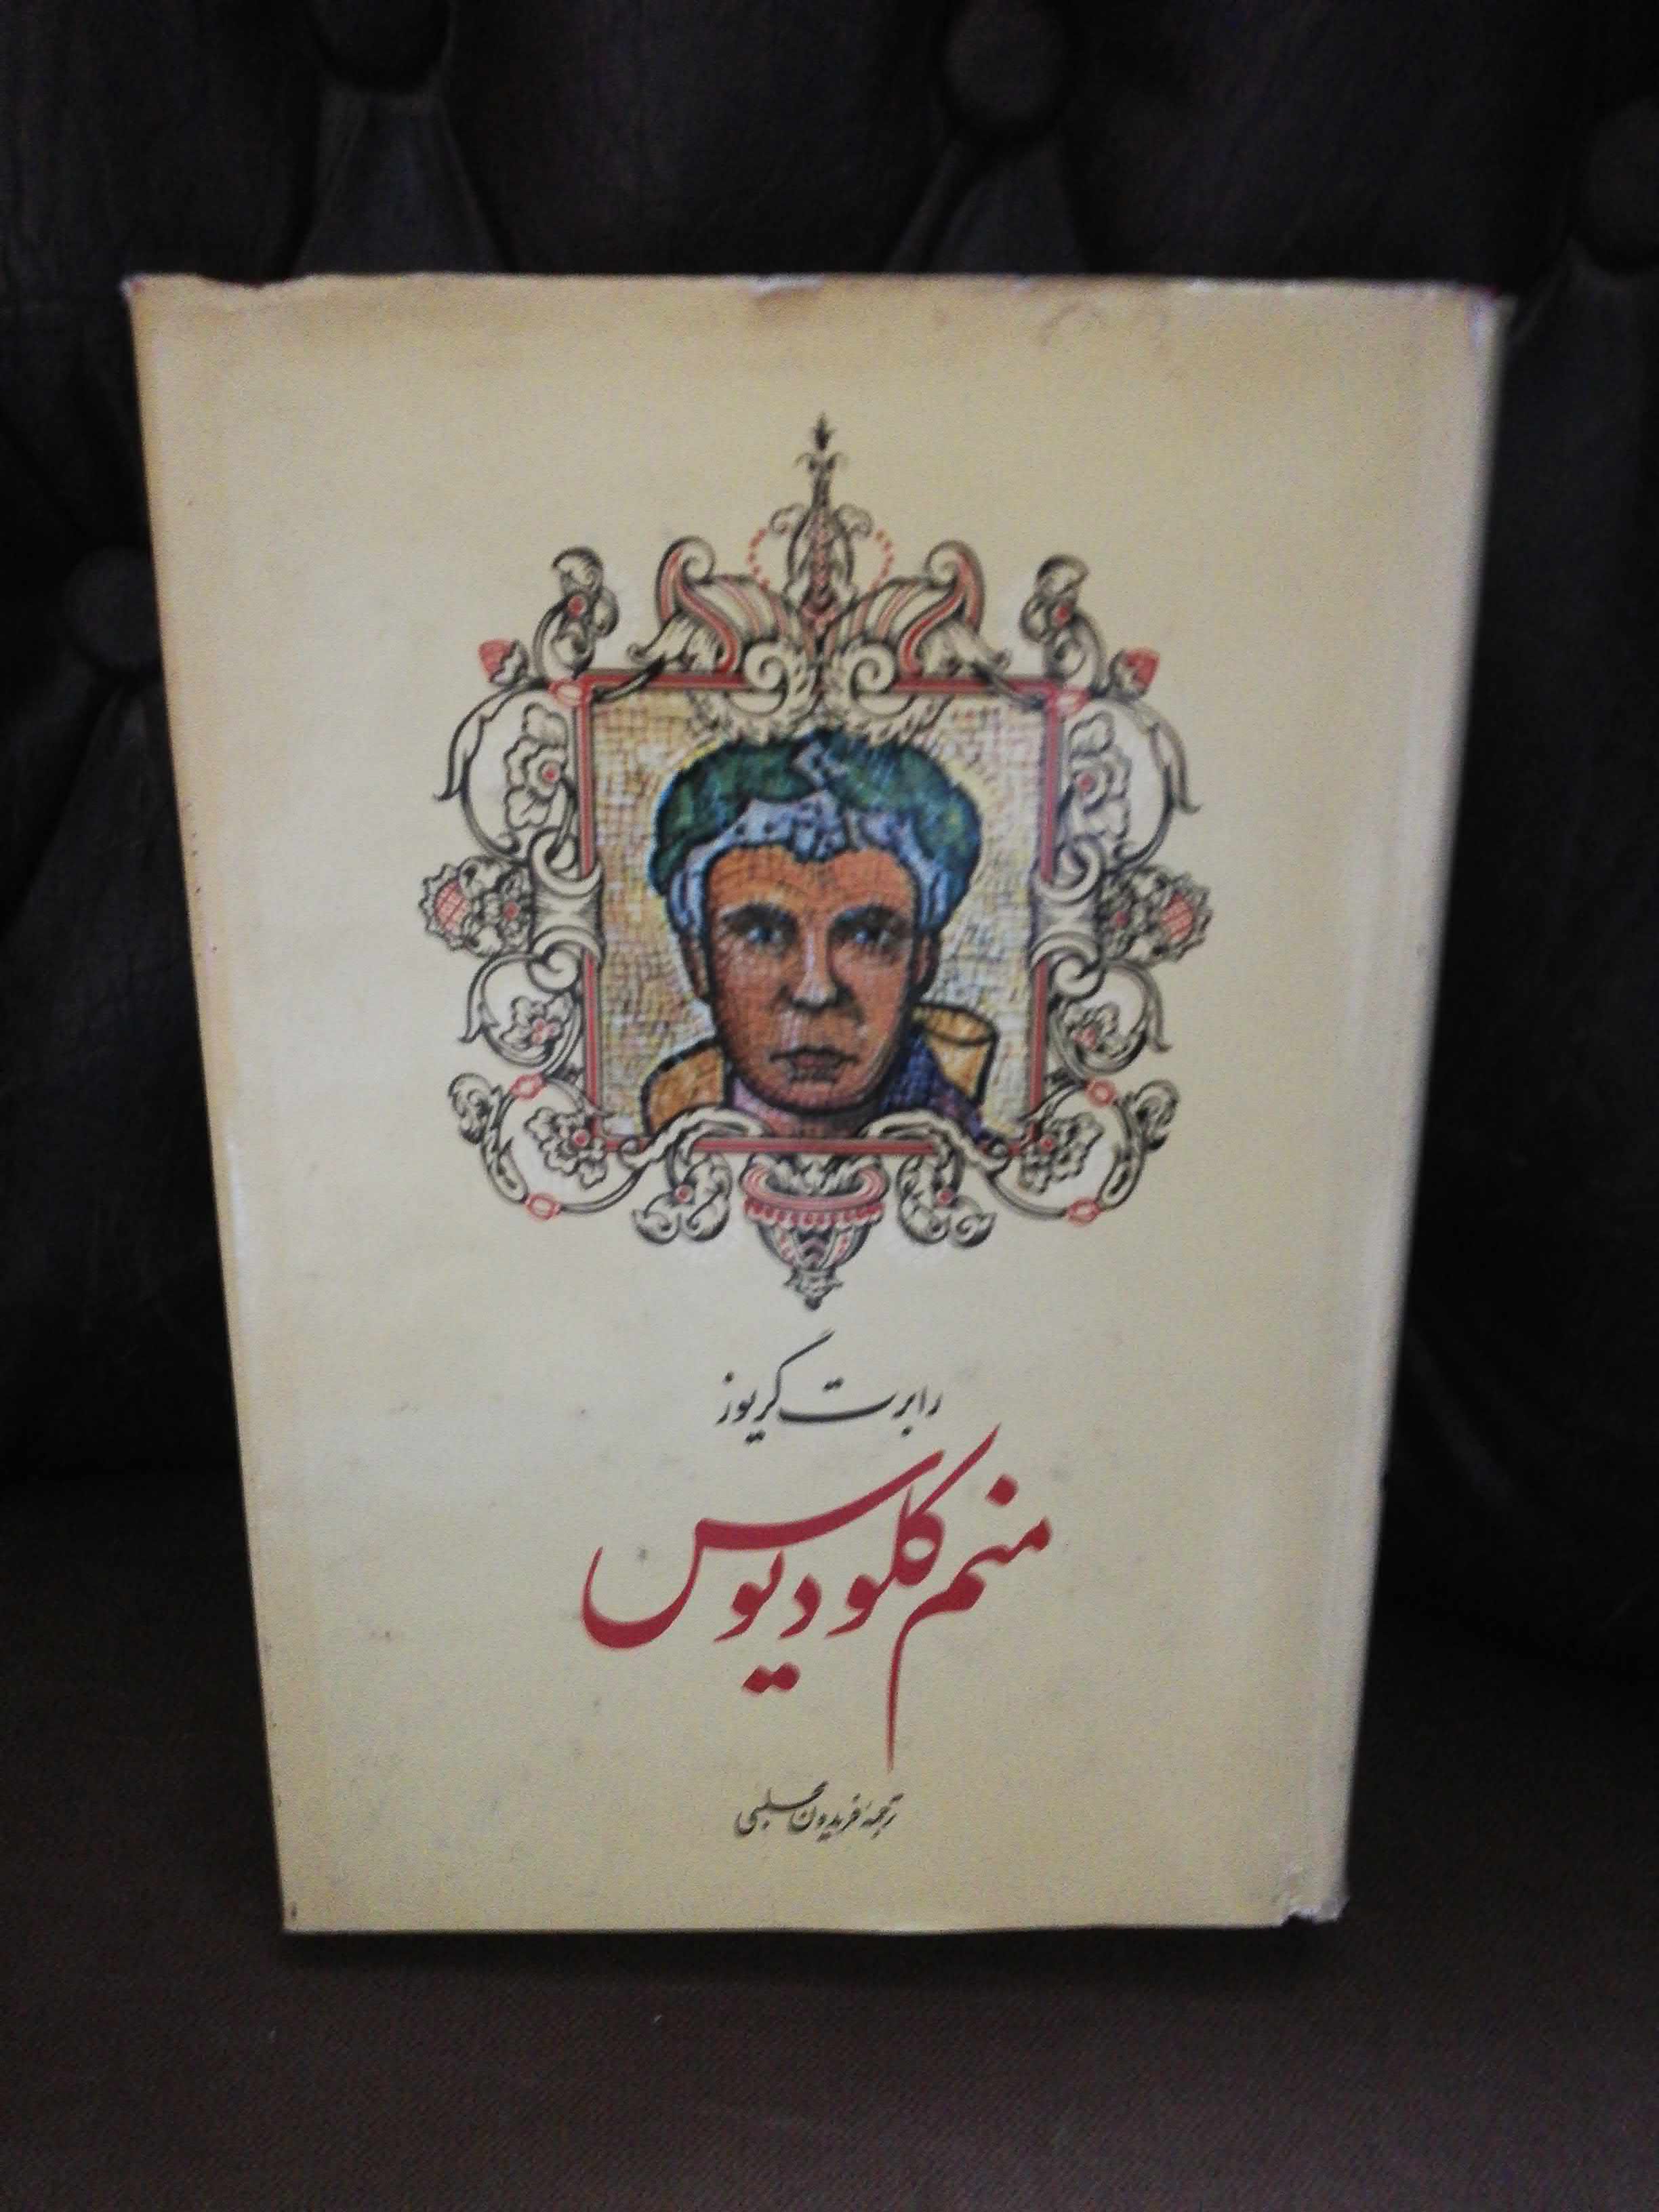 رابرت گریوز
منم کلودیوس
ترجمهٔ فریدون مجلسی